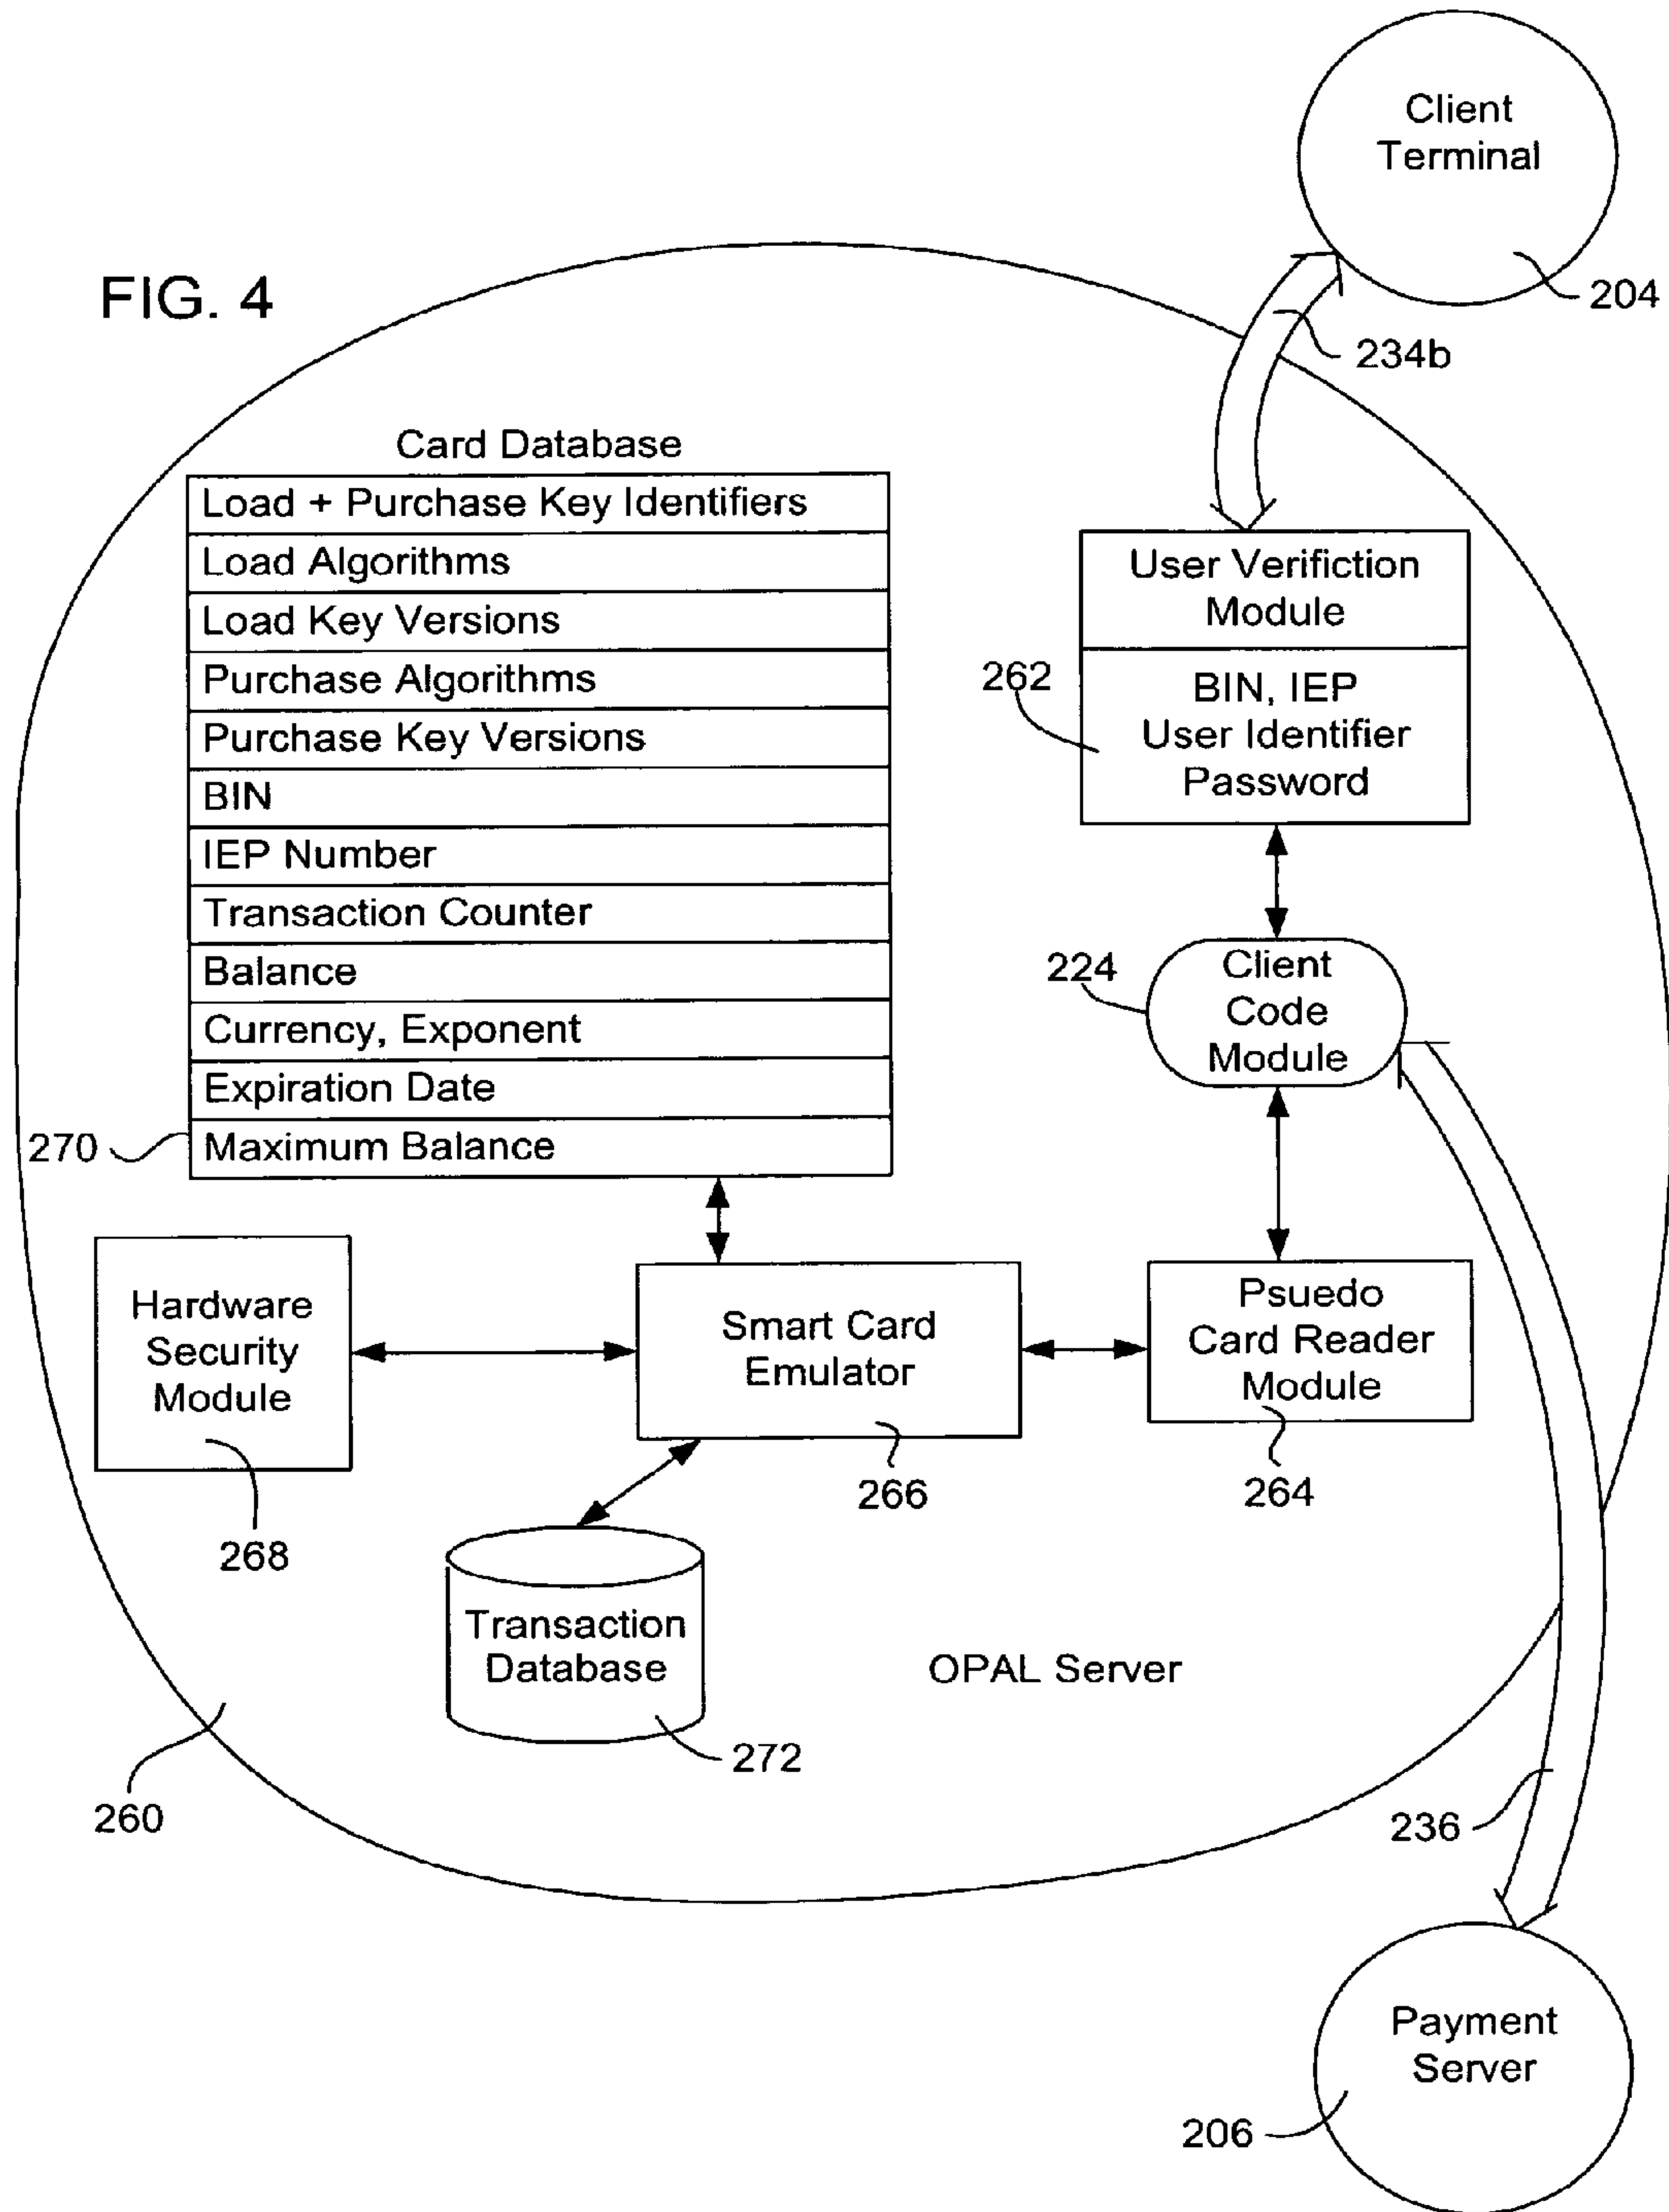 Client
Terminal
204
FIG. 4
234b
Card Database
Load + Purchase Key Identifiers
Load Algorithms
Load Key Versions
Purchase Algorithms
Purchase Key Versions
BIN
IEP Number
Transaction Counter
Balance
Currency, Exponent
Expiration Date
Maximum Balance
270
User Verifiction
Module
262
BIN, IEP
User Identifier
Password
224
Client
Code
Module
Hardware
Security
Module
268
Smart Card
Emulator
266
Psuedo
Card Reader
Module
264
Transaction
Database
272
OPAL Server
260
236
Payment
Server
206